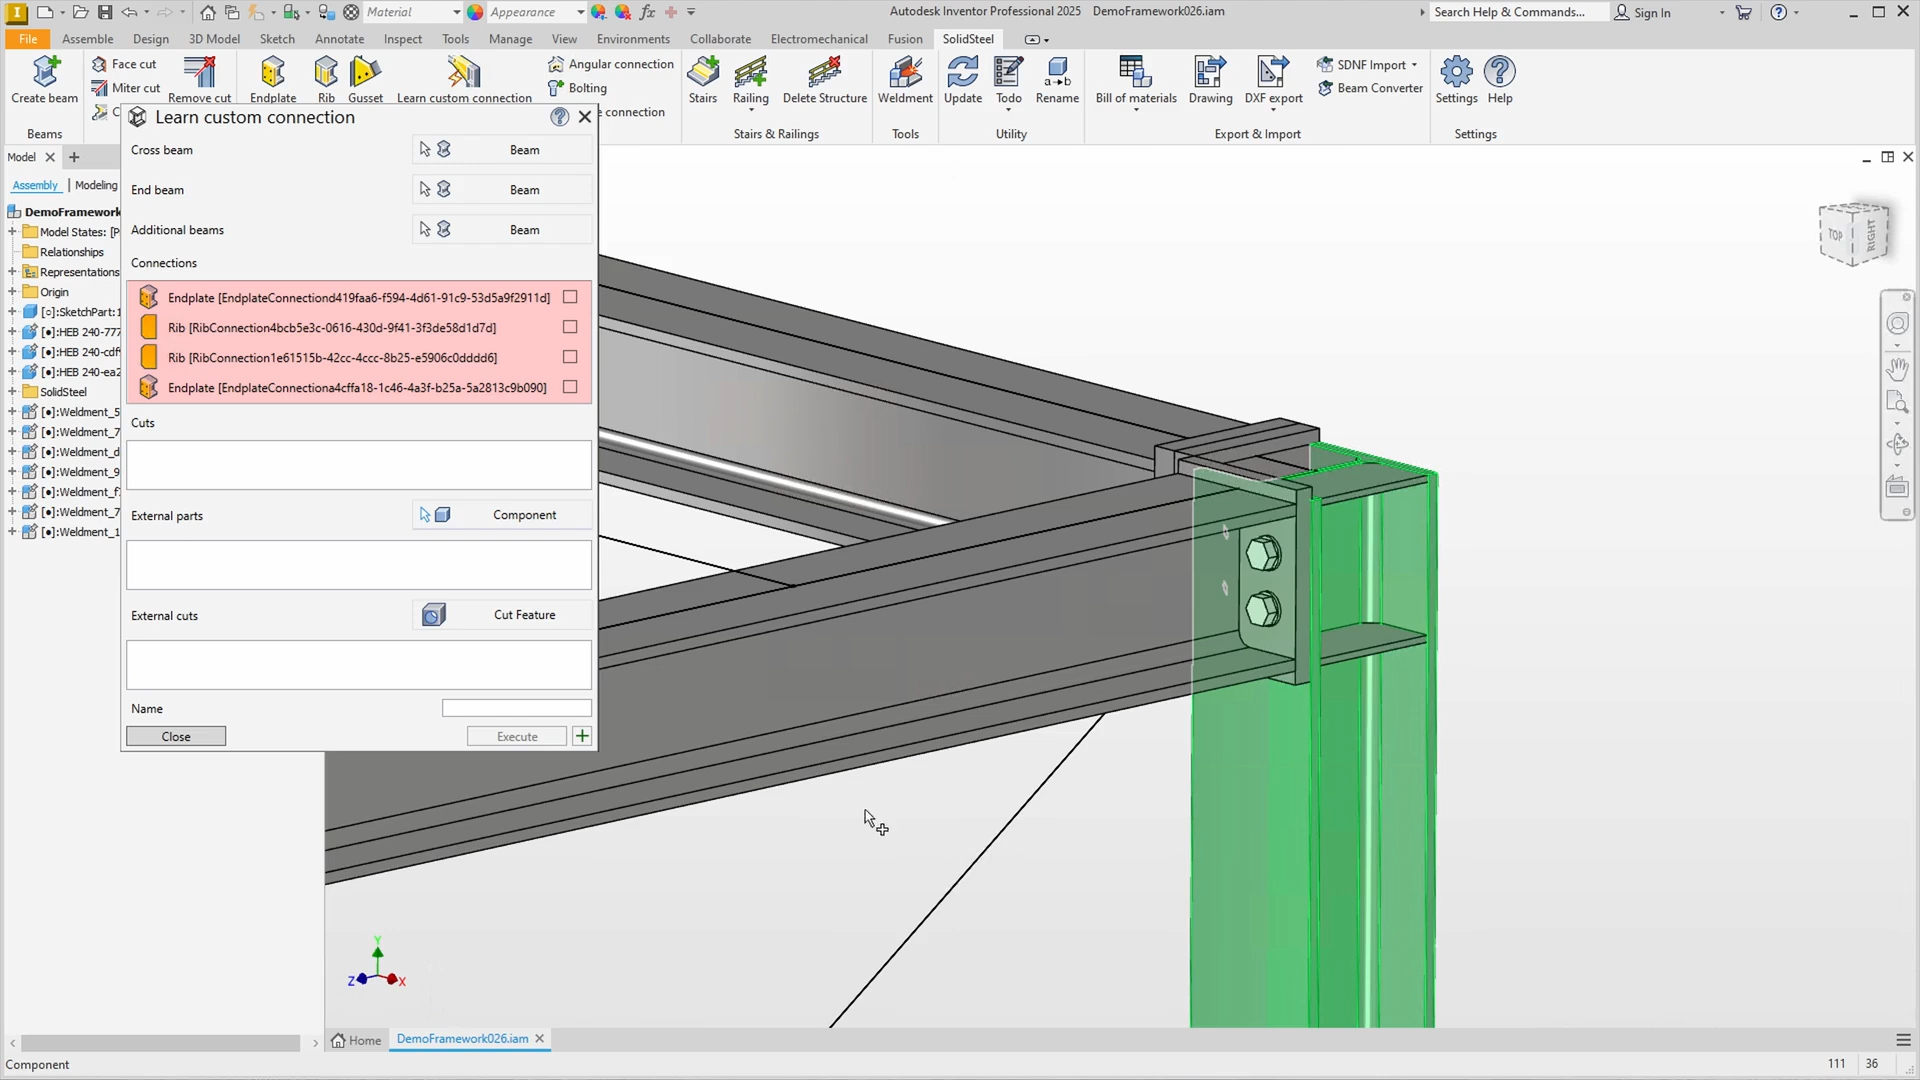 Material
Appearance
Autodesk Inventor Professional 2025
DemoFramework026.iam
Search Help & Commands...
Sign In
File
Assemble
Design
3D Model
Sketch
Annotate
Inspect
Tools
Manage
View
Environments
Collaborate
Electromechanical
Fusion
SolidSteel
Create beam
Face cut
Miter cut
Remove cut
Endplate
Rib
Gusset
Learn custom connection
Angular connection
Bolting
e connection
Stairs
Railing
Delete Structure
Weldment
Update
Todo
Rename
Bill of materials
Drawing
DXF export
SDNF Import
Beam Converter
Settings
Help
Beams
Stairs & Railings
Tools
Utility
Export & Import
Settings
Model
Assembly
Modeling
DemoFramework
Model States: [P
Relationships
Representations
Origin
[○]:SketchPart:1
[●]:HEB 240-777
[●]:HEB 240-cdf
[●]:HEB 240-ea2
SolidSteel
[●]:Weldment_5
[●]:Weldment_7
[●]:Weldment_d
[●]:Weldment_9
[●]:Weldment_f
[●]:Weldment_7
[●]:Weldment_1
Learn custom connection
Cross beam
Beam
End beam
Beam
Additional beams
Beam
Connections
Endplate [EndplateConnectiond419faa6-f594-4d61-91c9-53d5a9f2911d]
Rib [RibConnection4bcb5e3c-0616-430d-9f41-3f3de58d1d7d]
Rib [RibConnection1e61515b-42cc-4ccc-8b25-e5906c0dddd6]
Endplate [EndplateConnectiona4cffa18-1c46-4a3f-b25a-5a2813c9b090]
Cuts
External parts
Component
External cuts
Cut Feature
Name
Close
Execute
TOP
RIGHT
Y
Z
X
Home
DemoFramework026.iam
Component
111
36